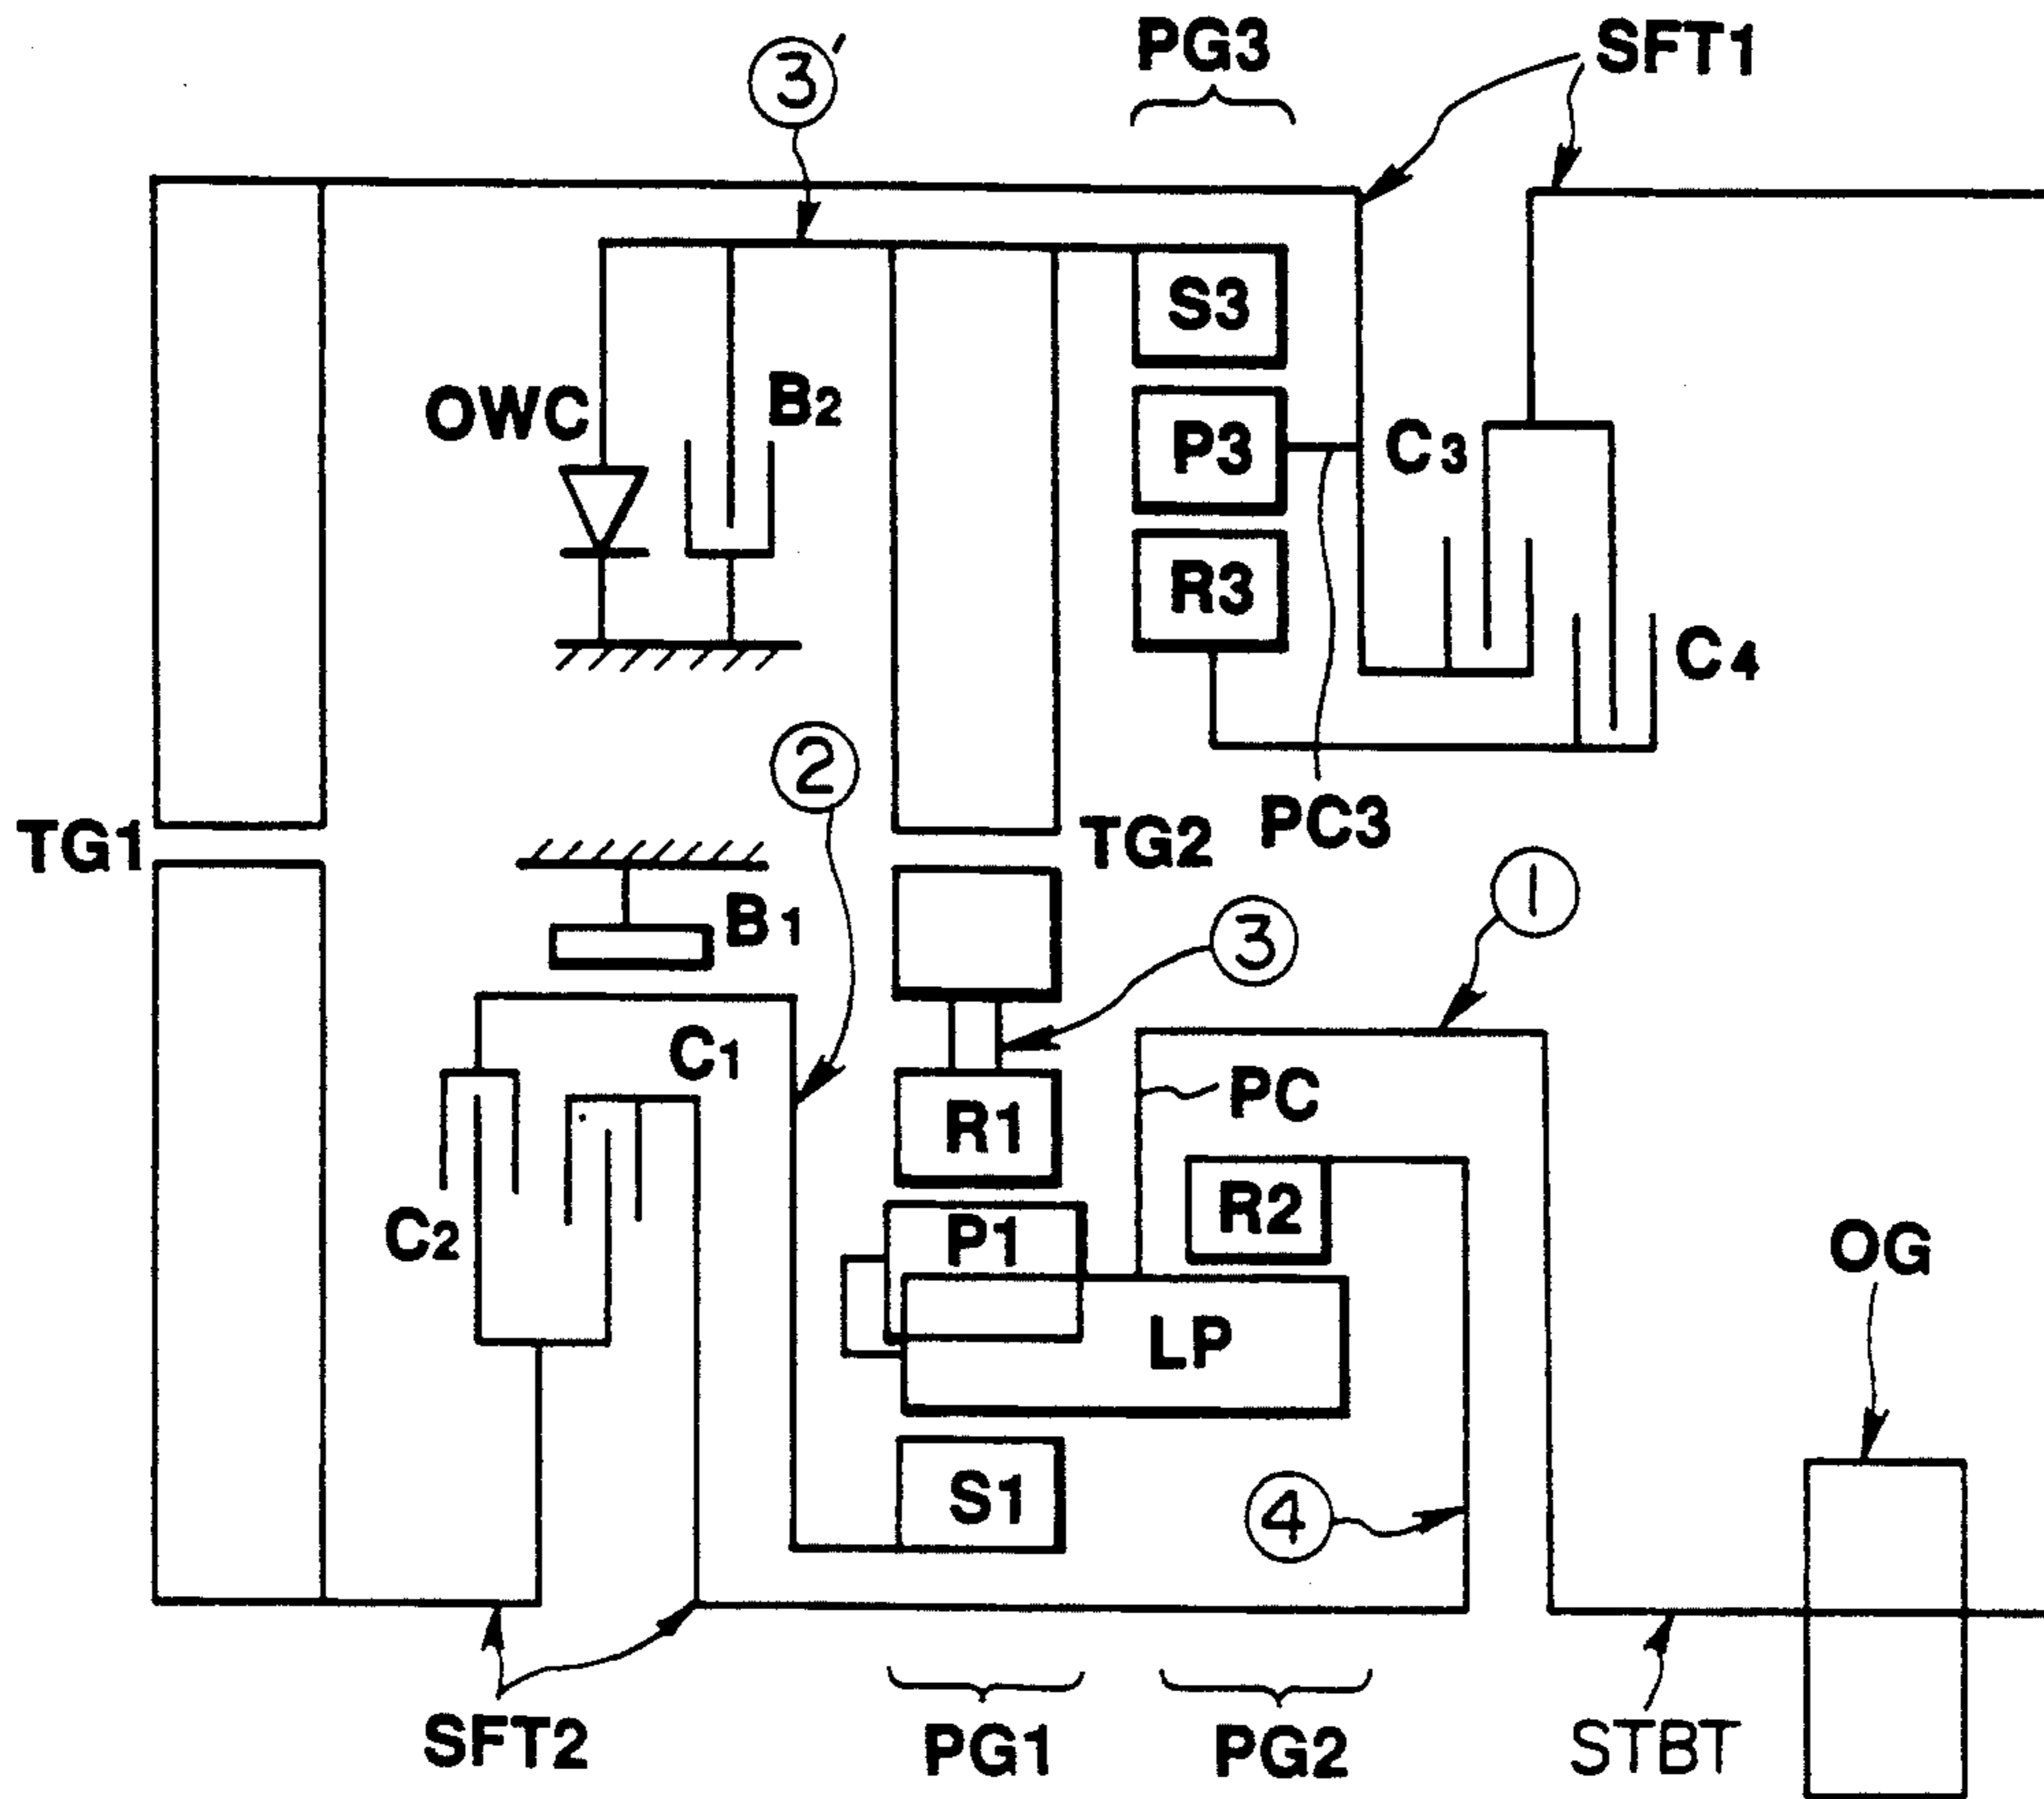 PG3
SFT1
3′
S3
OWC
B2
P3
C3
R3
C4
2
TG1
TG2
PC3
1
B1
3
C1
PC
R1
R2
C2
P1
OG
LP
S1
4
SFT2
PG1
PG2
STBT